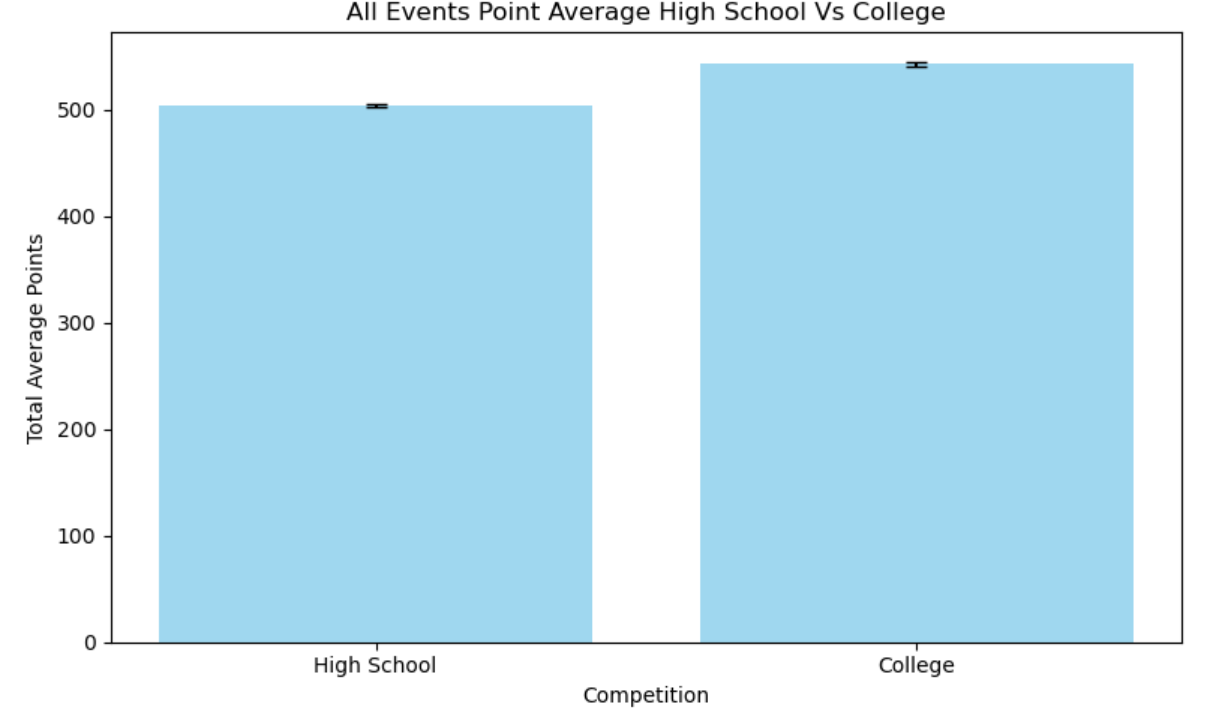 All Events Point Average High School Vs College
Total Average Points
500
400
300
200
100
0
High School
College
Competition